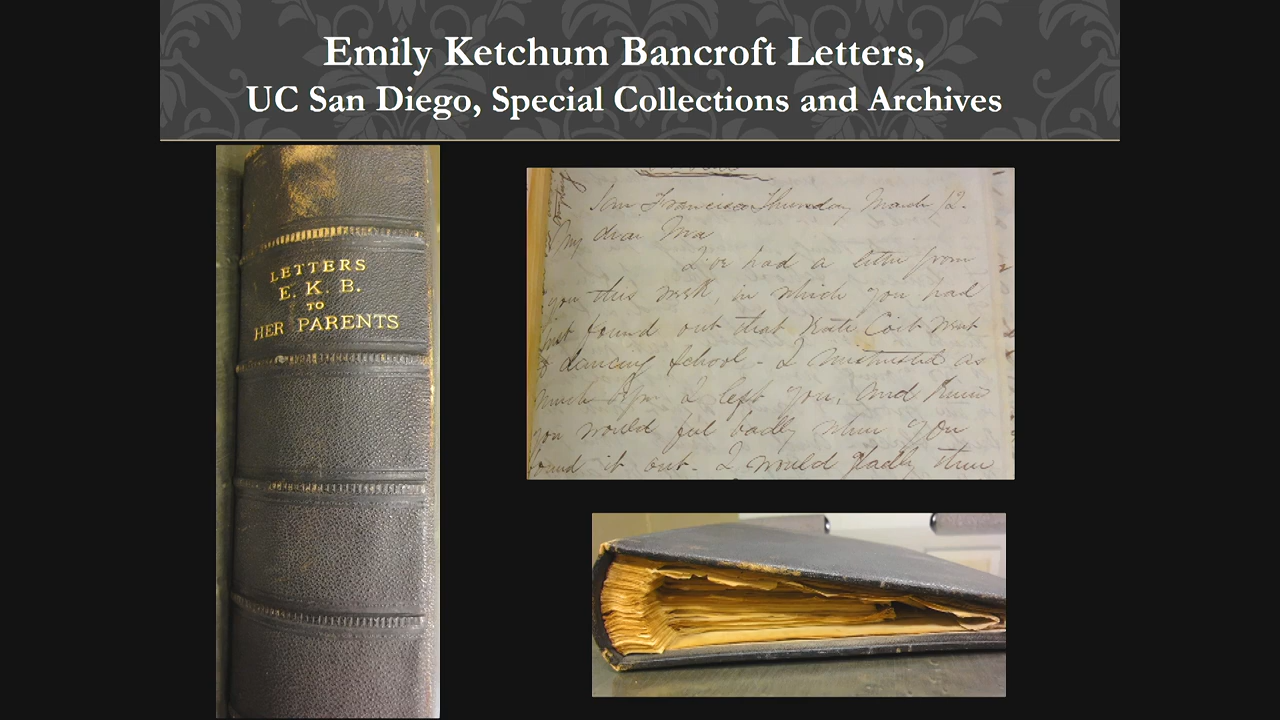 Emily Ketchum Bancroft Letters,
UC San Diego, Special Collections and Archives
LETTERS
E. K. B.
TO
HER PARENTS
San Francisco Thursday March 12.
My dear Ma
I've had a letter from
you this week, in which you had
just found out that Kate Coit went
to dancing school - I mistrusted as
much before I left you, and knew
you would feel badly when you
found it out - I would gladly then